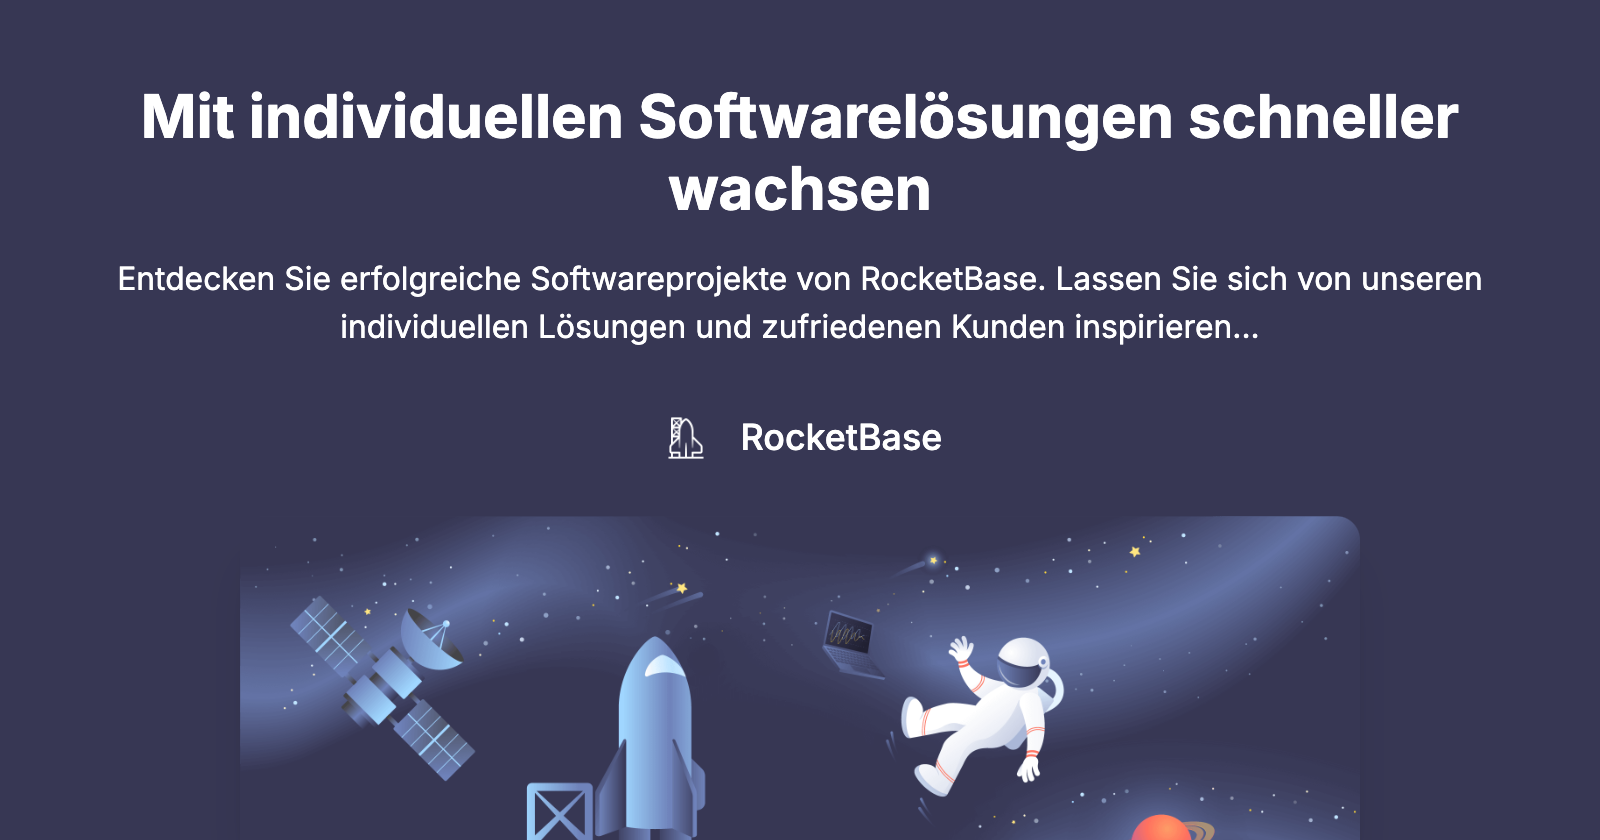 Mit individuellen Softwarelösungen schneller
wachsen
Entdecken Sie erfolgreiche Softwareprojekte von RocketBase. Lassen Sie sich von unseren
individuellen Lösungen und zufriedenen Kunden inspirieren...
RocketBase